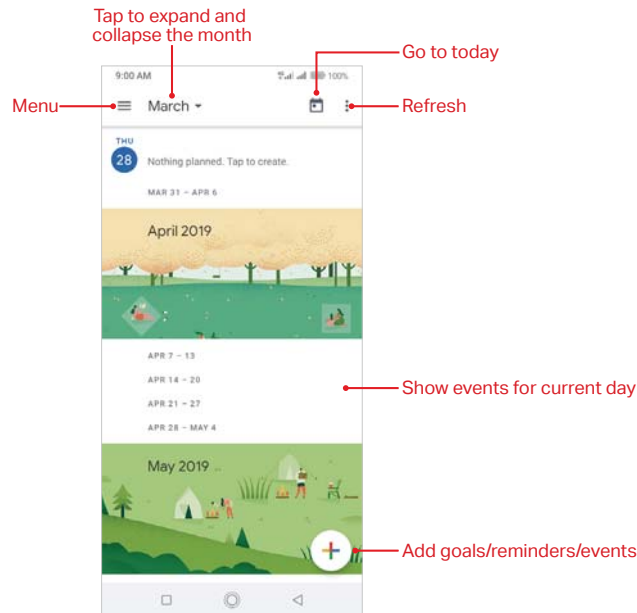 Tap to expand and
collapse the month
Go to today
9:00 AM
100%
Menu
March
Refresh
THU
28
Nothing planned. Tap to create.
MAR 31 – APR 6
April 2019
APR 7 – 13
APR 14 – 20
Show events for current day
APR 21 – 27
APR 28 – MAY 4
May 2019
Add goals/reminders/events